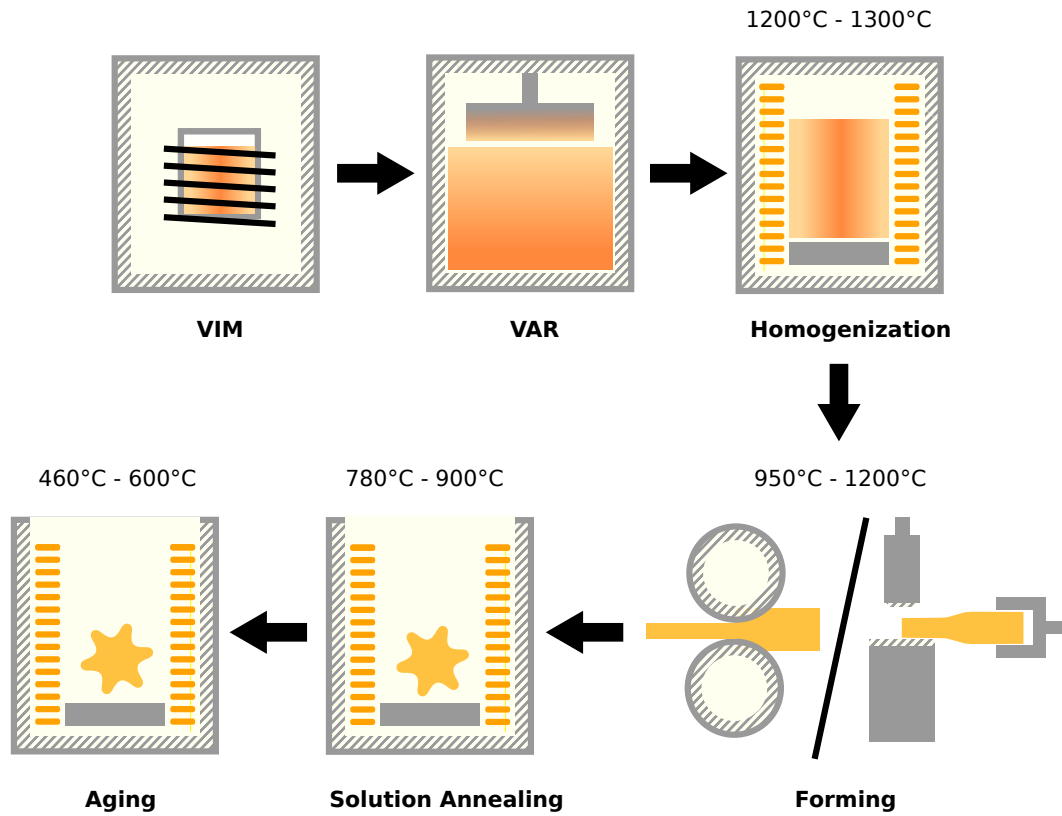 1200°C - 1300°C
VIM
VAR
Homogenization
460°C - 600°C
780°C - 900°C
950°C - 1200°C
Aging
Solution Annealing
Forming